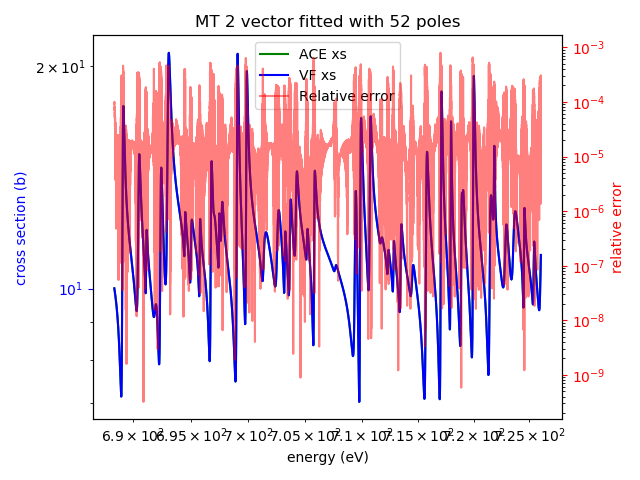 MT 2 vector fitted with 52 poles
ACE xs
VF xs
Relative error
cross section (b)
2×10¹
10¹
10⁻³
10⁻⁴
10⁻⁵
10⁻⁶
10⁻⁷
10⁻⁸
10⁻⁹
relative error
6.9×10² 6.95×10² 7×10² 7.05×10² 7.1×10² 7.15×10² 7.2×10² 7.25×10²
energy (eV)